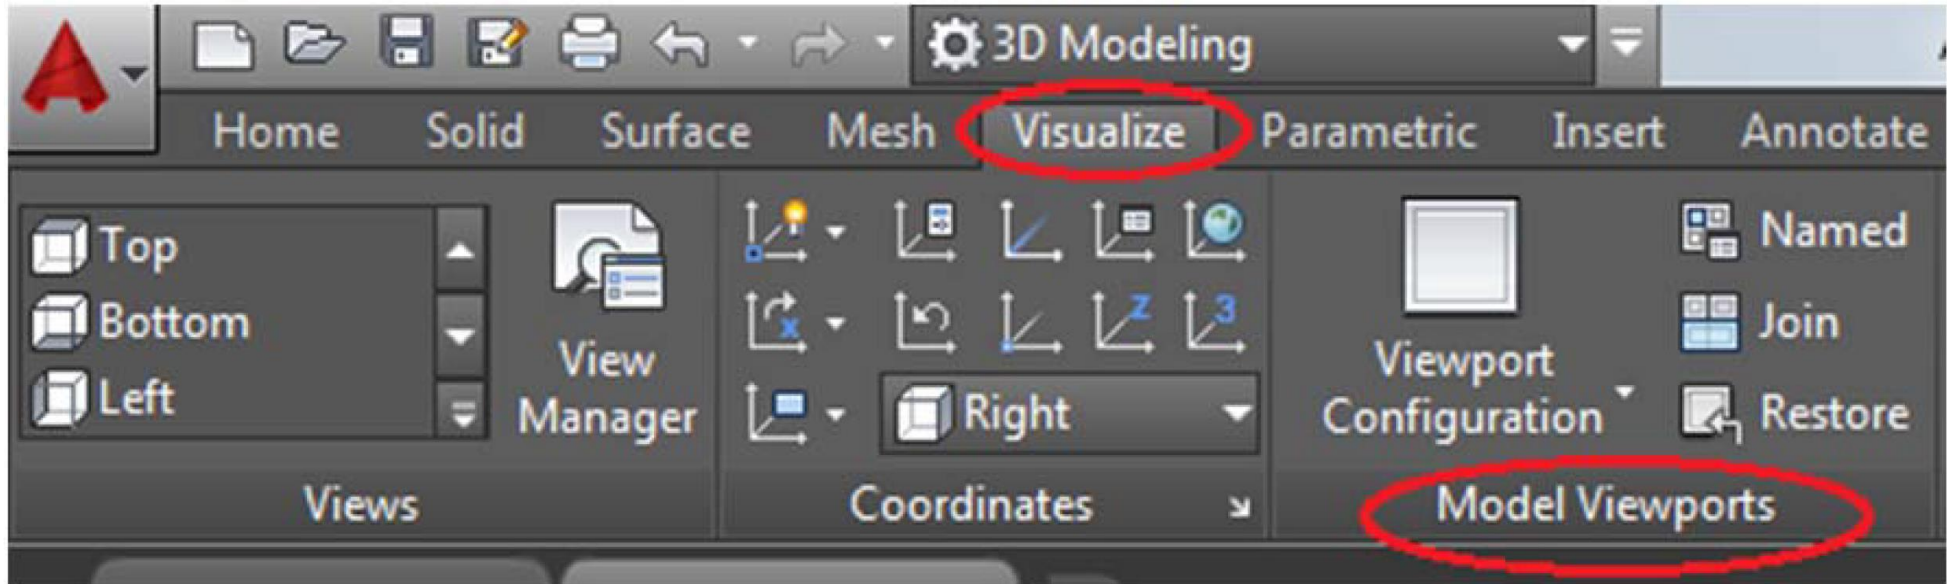 3D Modeling
Home Solid Surface Mesh Visualize Parametric Insert Annotate
Top
Bottom
Left
View
Manager
Views
X
Z
3
Right
Coordinates
Viewport
Configuration
Named
Join
Restore
Model Viewports